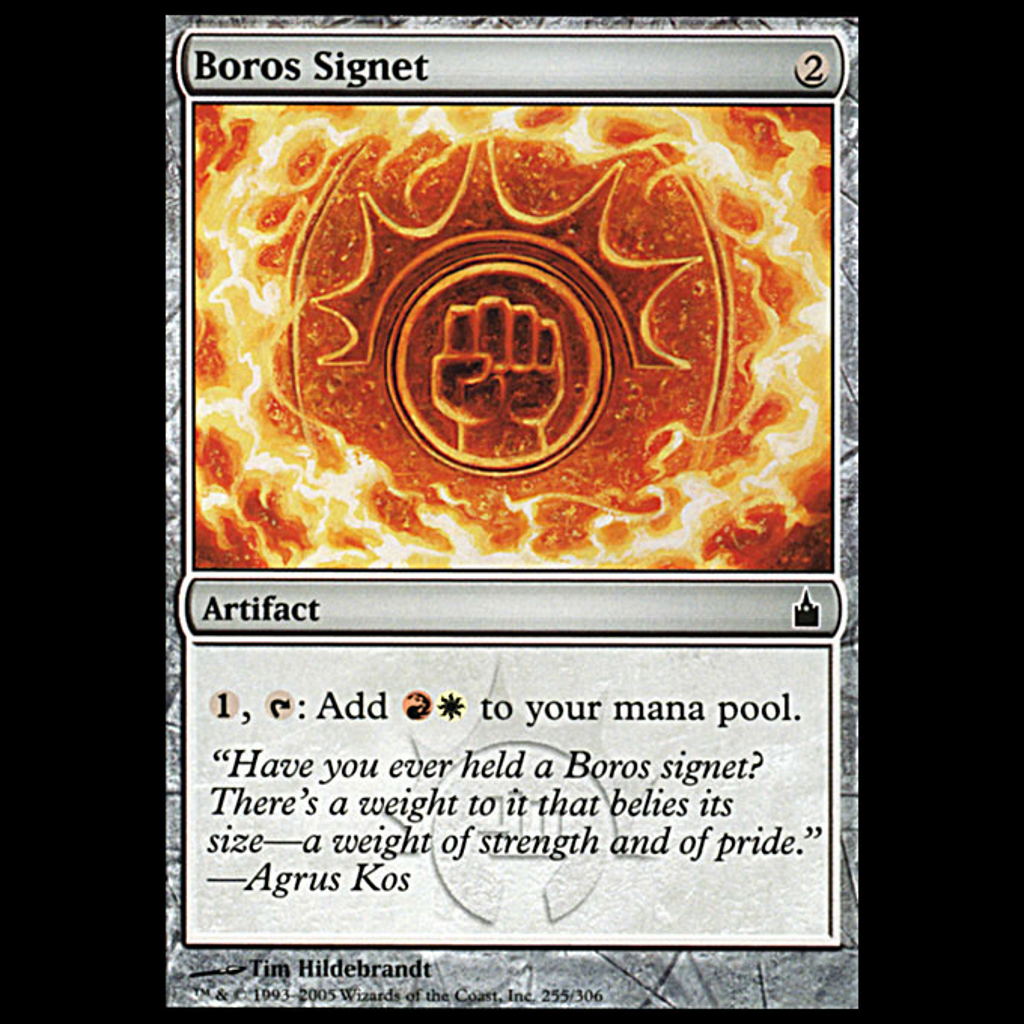 Boros Signet 2
Artifact
1, : Add to your mana pool.
“Have you ever held a Boros signet?
There’s a weight to it that belies its
size—a weight of strength and of pride.”
—Agrus Kos
Tim Hildebrandt
™ & © 1993–2005 Wizards of the Coast, Inc. 255/306